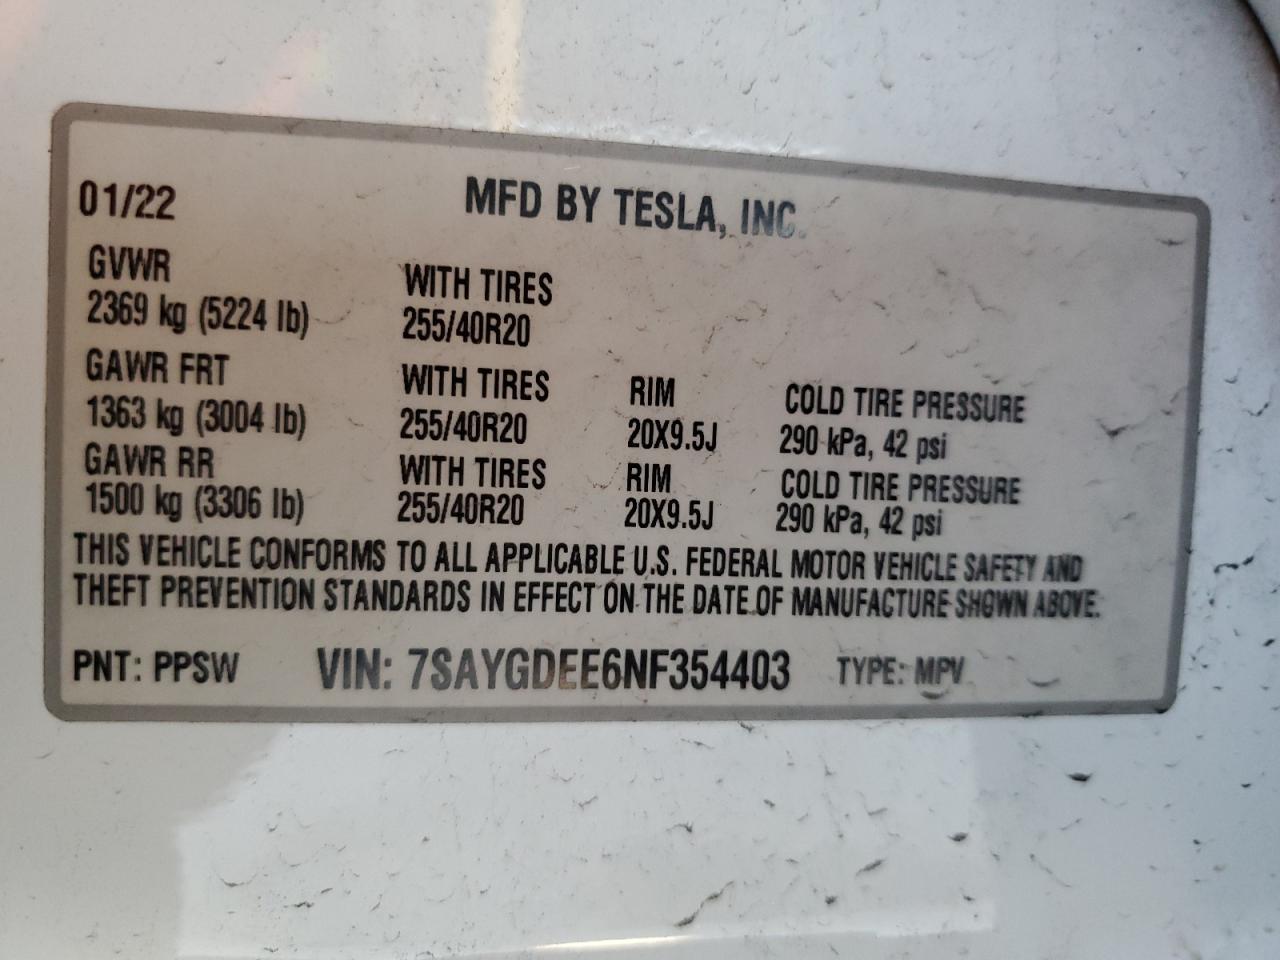 01/22 MFD BY TESLA, INC.
GVWR WITH TIRES
2369 kg (5224 lb) 255/40R20
GAWR FRT WITH TIRES RIM COLD TIRE PRESSURE
1363 kg (3004 lb) 255/40R20 20X9.5J 290 kPa, 42 psi
GAWR RR WITH TIRES RIM COLD TIRE PRESSURE
1500 kg (3306 lb) 255/40R20 20X9.5J 290 kPa, 42 psi
THIS VEHICLE CONFORMS TO ALL APPLICABLE U.S. FEDERAL MOTOR VEHICLE SAFETY AND
THEFT PREVENTION STANDARDS IN EFFECT ON THE DATE OF MANUFACTURE SHOWN ABOVE.
PNT: PPSW VIN: 7SAYGDEE6NF354403 TYPE: MPV